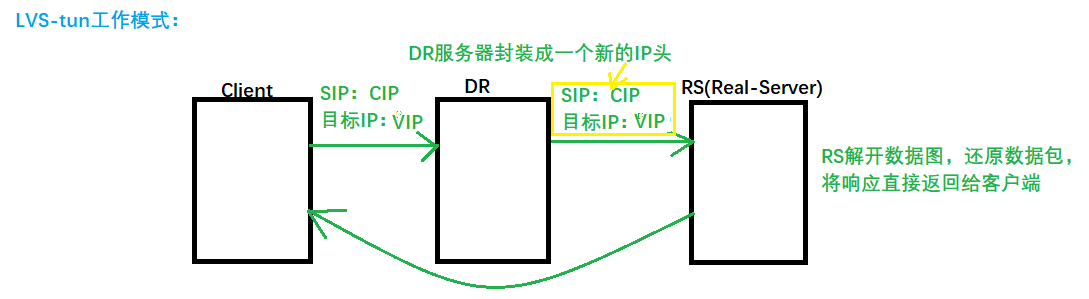 LVS-tun工作模式：
DR服务器封装成一个新的IP头
Client
DR
RS(Real-Server)
SIP：CIP
目标IP：VIP
SIP：CIP
目标IP：VIP
RS解开数据图，还原数据包，
将响应直接返回给客户端